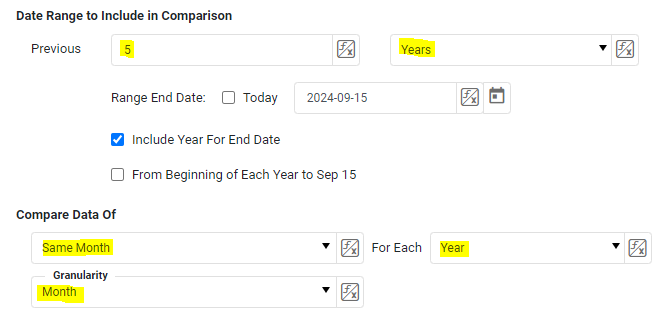 Date Range to Include in Comparison
Previous 5 Years
Range End Date: Today 2024-09-15
Include Year For End Date
From Beginning of Each Year to Sep 15
Compare Data Of
Same Month For Each Year
Granularity
Month